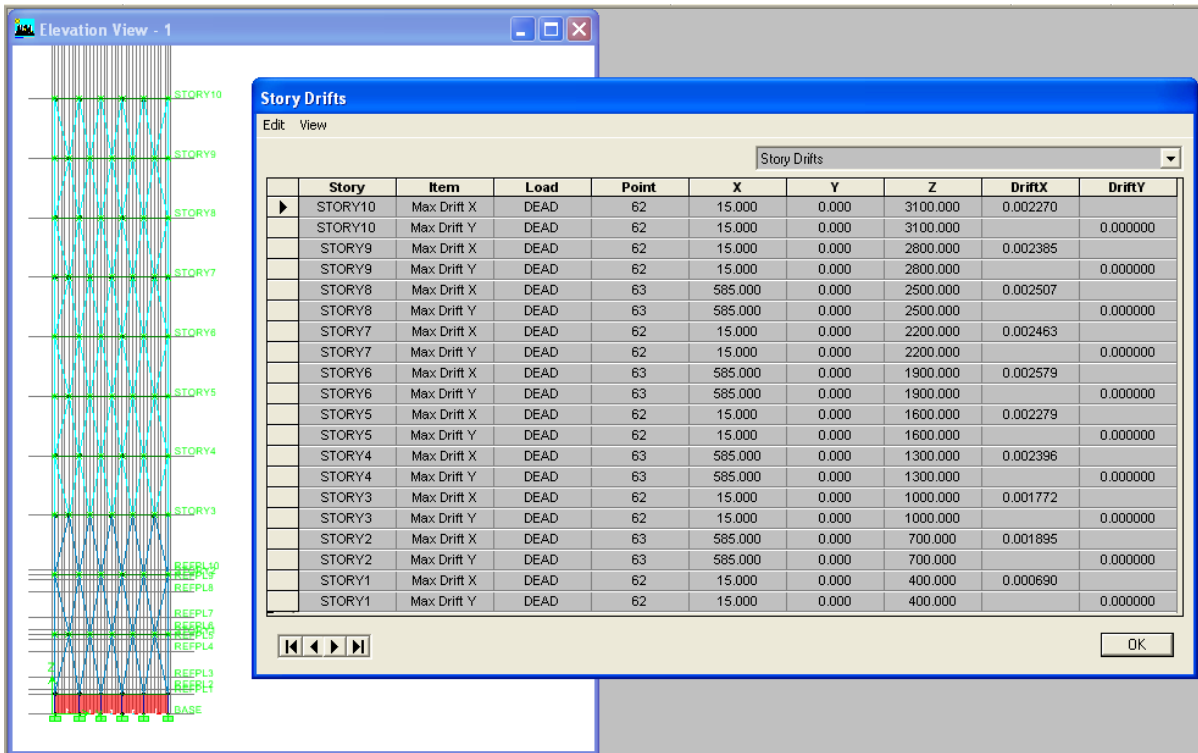 Elevation View - 1
STORY10
STORY9
STORY8
STORY7
STORY6
STORY5
STORY4
STORY3
REFPL10
REFPL9
REFPL8
REFPL7
REFPL6
REFPL5
REFPL4
REFPL3
REFPL2
REFPL1
BASE
Z
Story Drifts
Edit View
Story Drifts
Story Item Load Point X Y Z DriftX DriftY
STORY10 Max Drift X DEAD 62 15.000 0.000 3100.000 0.002270
STORY10 Max Drift Y DEAD 62 15.000 0.000 3100.000 0.000000
STORY9 Max Drift X DEAD 62 15.000 0.000 2800.000 0.002385
STORY9 Max Drift Y DEAD 62 15.000 0.000 2800.000 0.000000
STORY8 Max Drift X DEAD 63 585.000 0.000 2500.000 0.002507
STORY8 Max Drift Y DEAD 63 585.000 0.000 2500.000 0.000000
STORY7 Max Drift X DEAD 62 15.000 0.000 2200.000 0.002463
STORY7 Max Drift Y DEAD 62 15.000 0.000 2200.000 0.000000
STORY6 Max Drift X DEAD 63 585.000 0.000 1900.000 0.002579
STORY6 Max Drift Y DEAD 63 585.000 0.000 1900.000 0.000000
STORY5 Max Drift X DEAD 62 15.000 0.000 1600.000 0.002279
STORY5 Max Drift Y DEAD 62 15.000 0.000 1600.000 0.000000
STORY4 Max Drift X DEAD 63 585.000 0.000 1300.000 0.002396
STORY4 Max Drift Y DEAD 63 585.000 0.000 1300.000 0.000000
STORY3 Max Drift X DEAD 62 15.000 0.000 1000.000 0.001772
STORY3 Max Drift Y DEAD 62 15.000 0.000 1000.000 0.000000
STORY2 Max Drift X DEAD 63 585.000 0.000 700.000 0.001895
STORY2 Max Drift Y DEAD 63 585.000 0.000 700.000 0.000000
STORY1 Max Drift X DEAD 62 15.000 0.000 400.000 0.000690
STORY1 Max Drift Y DEAD 62 15.000 0.000 400.000 0.000000
OK